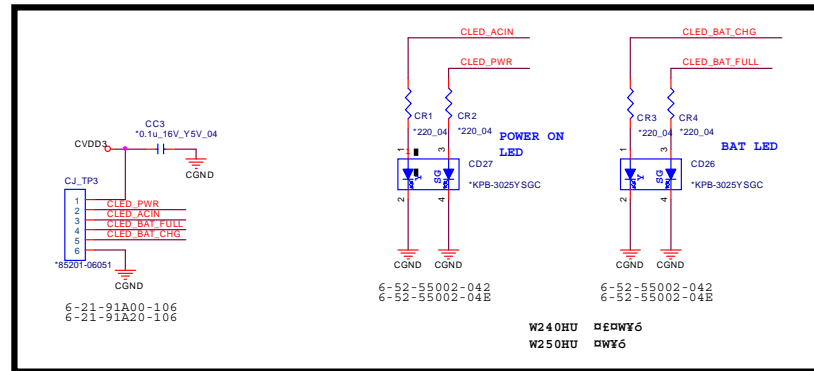 CLED_ACIN
CLED_PWR
CLED_BAT_CHG
CLED_BAT_FULL
CC3
*0.1u_16V_Y5V_04
CVDD3
CGND
CR1
CR2
*220_04
*220_04
POWER ON
LED
CR3
CR4
*220_04
*220_04
BAT LED
1
3
Y
SG
CD27
*KPB-3025YSGC
2
4
CGND
CGND
1
3
Y
SG
CD26
*KPB-3025YSGC
2
4
CGND
CGND
CJ_TP3
1
2
CLED_PWR
3
CLED_ACIN
4
CLED_BAT_FULL
5
CLED_BAT_CHG
6
*85201-06051
CGND
6-21-91A00-106
6-21-91A20-106
6-52-55002-042
6-52-55002-04E
6-52-55002-042
6-52-55002-04E
W240HU ¤£¤W¥ó
W250HU ¤W¥ó